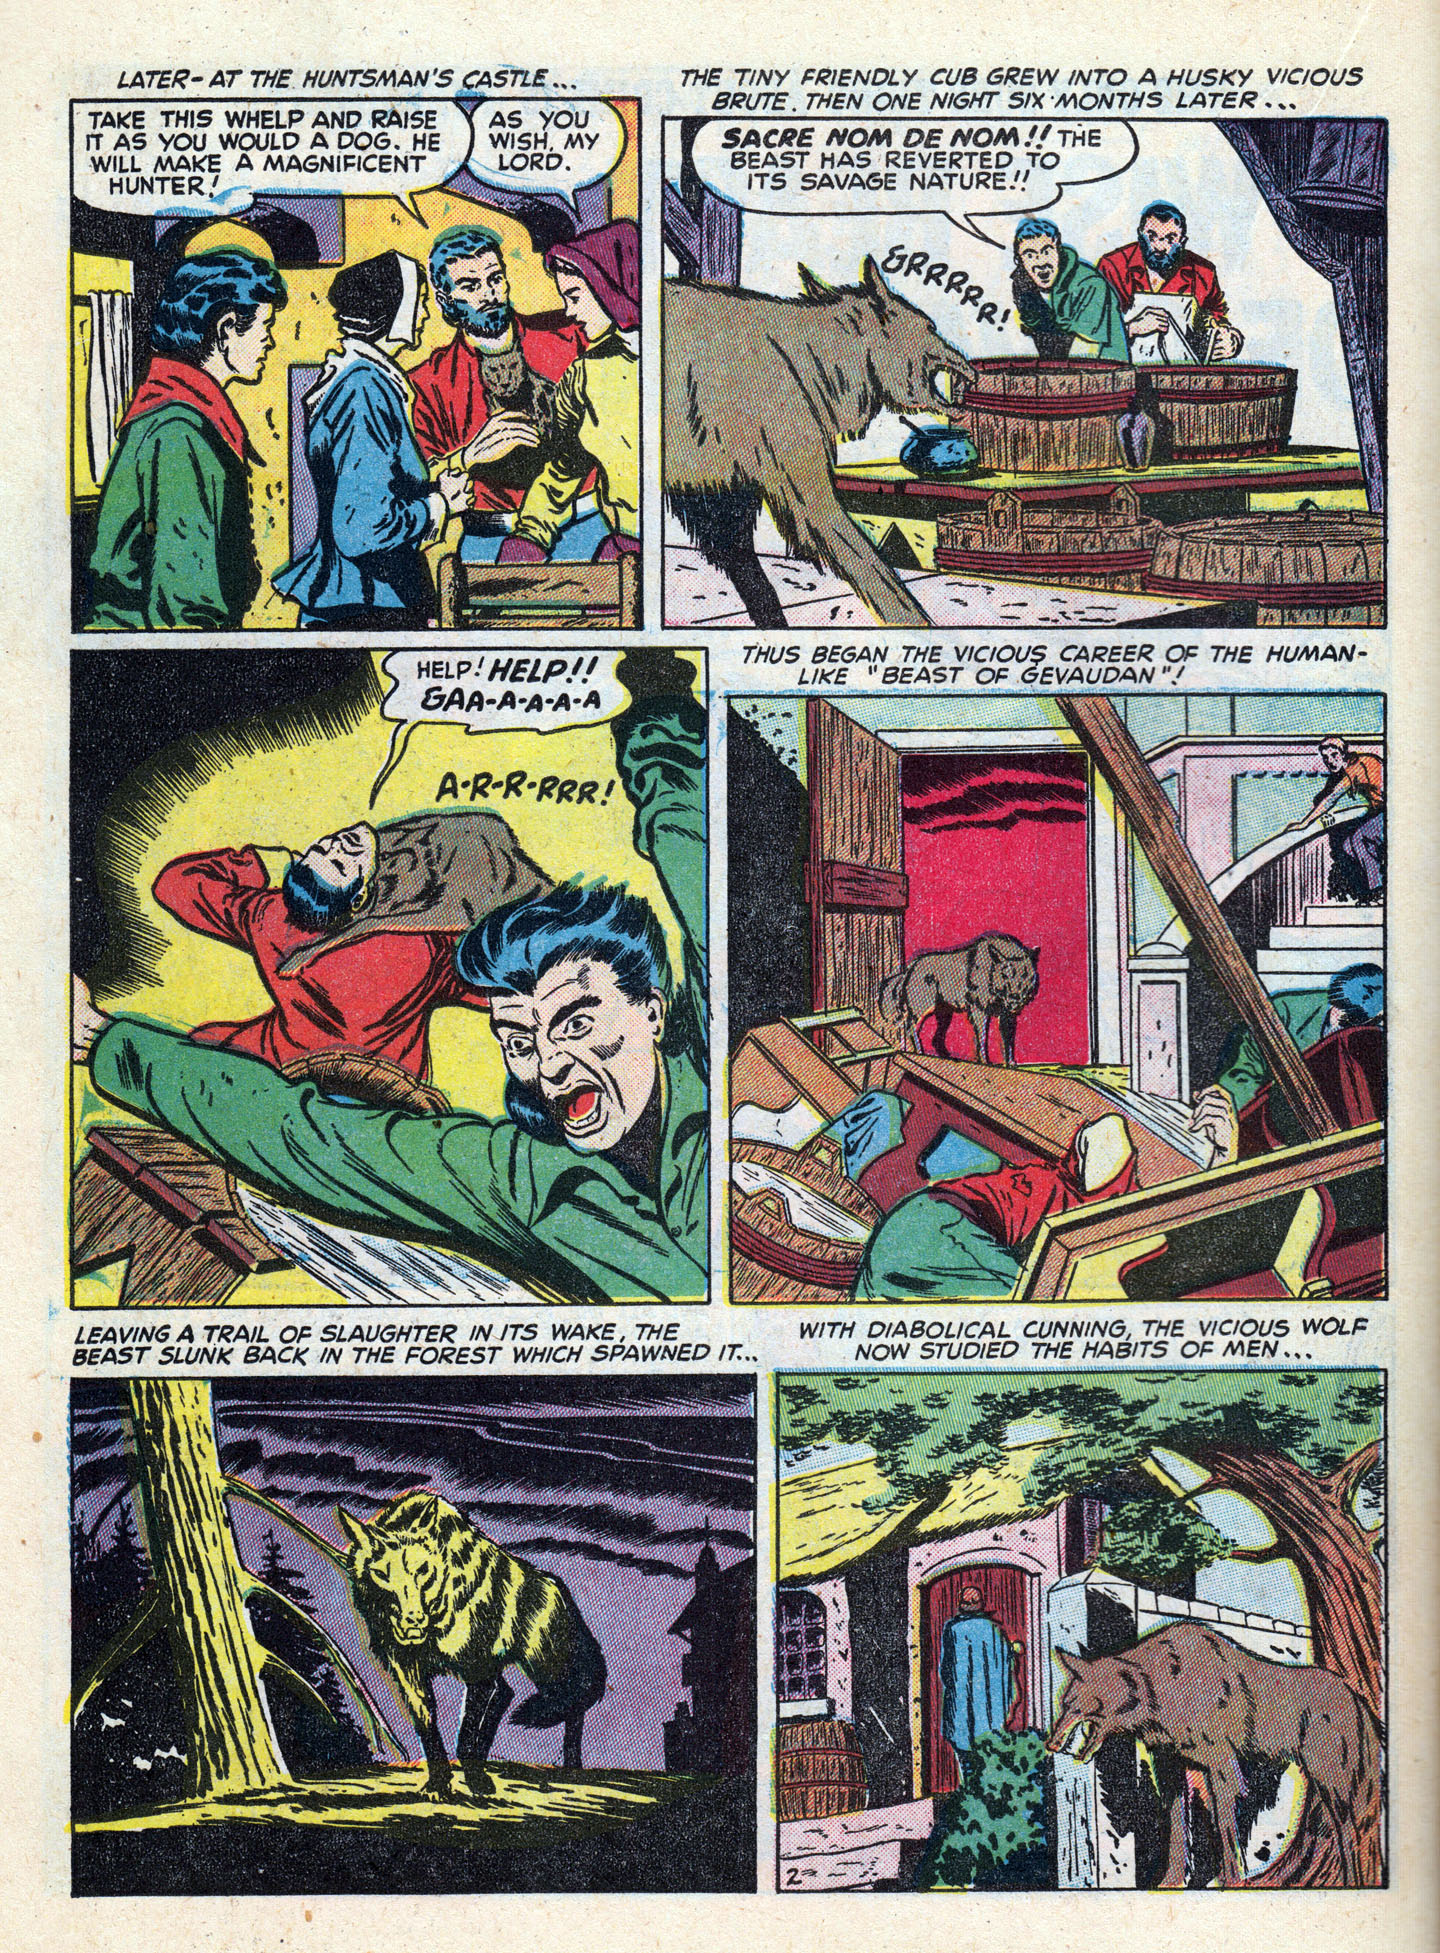 LATER- AT THE HUNTSMAN'S CASTLE...
TAKE THIS WHELP AND RAISE
IT AS YOU WOULD A DOG. HE
WILL MAKE A MAGNIFICENT
HUNTER!
AS YOU
WISH, MY
LORD.
THE TINY FRIENDLY CUB GREW INTO A HUSKY VICIOUS
BRUTE. THEN ONE NIGHT SIX MONTHS LATER...
SACRE NOM DE NOM!! THE
BEAST HAS REVERTED TO
ITS SAVAGE NATURE!!
GRRRRR!
HELP! HELP!!
GAA-A-A-A-A
A-R-R-RRR!
THUS BEGAN THE VICIOUS CAREER OF THE HUMAN-
LIKE "BEAST OF GEVAUDAN"!
LEAVING A TRAIL OF SLAUGHTER IN ITS WAKE, THE
BEAST SLUNK BACK IN THE FOREST WHICH SPAWNED IT...
WITH DIABOLICAL CUNNING, THE VICIOUS WOLF
NOW STUDIED THE HABITS OF MEN...
2